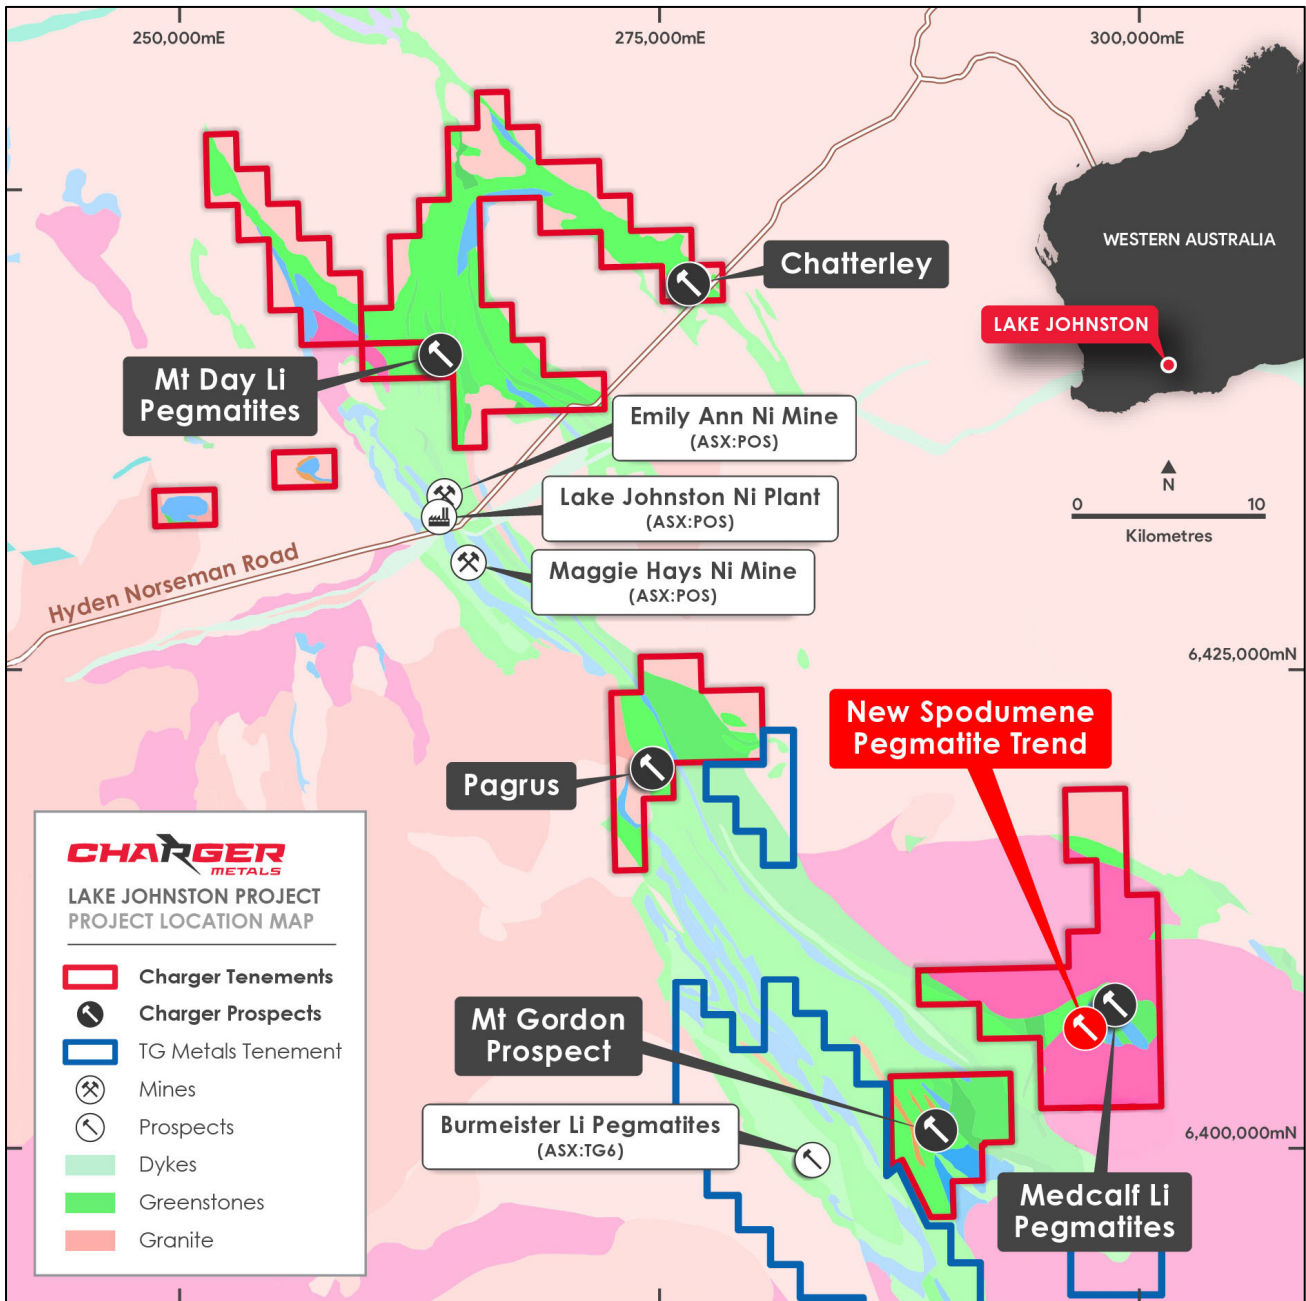 250,000mE
275,000mE
300,000mE
WESTERN AUSTRALIA
LAKE JOHNSTON
Chatterley
Mt Day Li
Pegmatites
Emily Ann Ni Mine
(ASX:POS)
Lake Johnston Ni Plant
(ASX:POS)
Maggie Hays Ni Mine
(ASX:POS)
N
0 10
Kilometres
Hyden Norseman Road
6,425,000mN
New Spodumene
Pegmatite Trend
Pagrus
Mt Gordon
Prospect
Burmeister Li Pegmatites
(ASX:TG6)
6,400,000mN
Medcalf Li
Pegmatites
CHARGER
METALS
LAKE JOHNSTON PROJECT
PROJECT LOCATION MAP
Charger Tenements
Charger Prospects
TG Metals Tenement
Mines
Prospects
Dykes
Greenstones
Granite